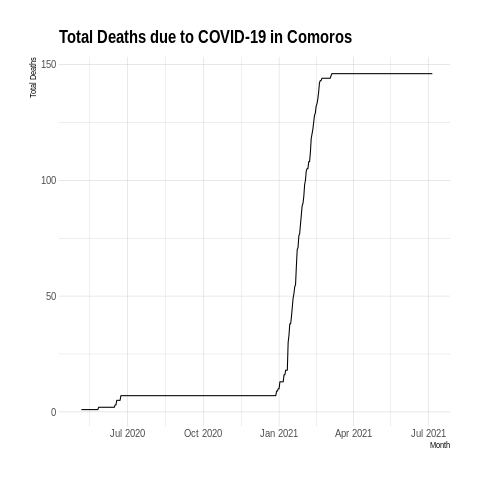 Total Deaths due to COVID-19 in Comoros
Total Deaths
150
100
50
0
Jul 2020 Oct 2020 Jan 2021 Apr 2021 Jul 2021
Month